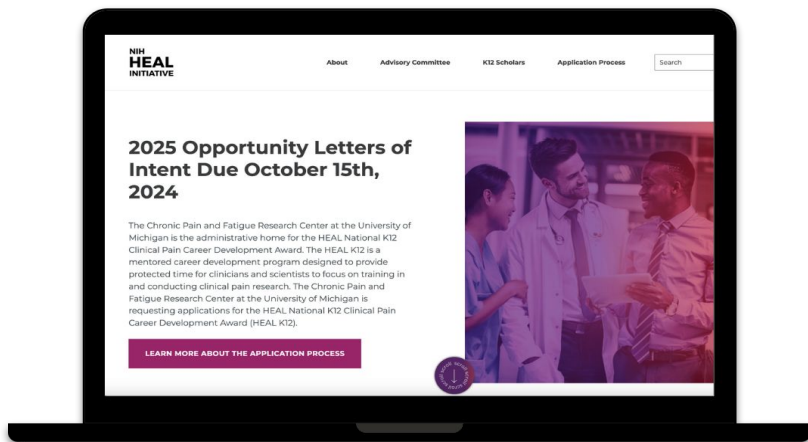 NIH
HEAL
INITIATIVE
About
Advisory Committee
K12 Scholars
Application Process
Search
2025 Opportunity Letters of
Intent Due October 15th,
2024
The Chronic Pain and Fatigue Research Center at the University of
Michigan is the administrative home for the HEAL National K12
Clinical Pain Career Development Award. The HEAL K12 is a
mentored career development program designed to provide
protected time for clinicians and scientists to focus on training in
and conducting clinical pain research. The Chronic Pain and
Fatigue Research Center at the University of Michigan is
requesting applications for the HEAL National K12 Clinical Pain
Career Development Award (HEAL K12).
LEARN MORE ABOUT THE APPLICATION PROCESS
scroll scroll scroll scroll